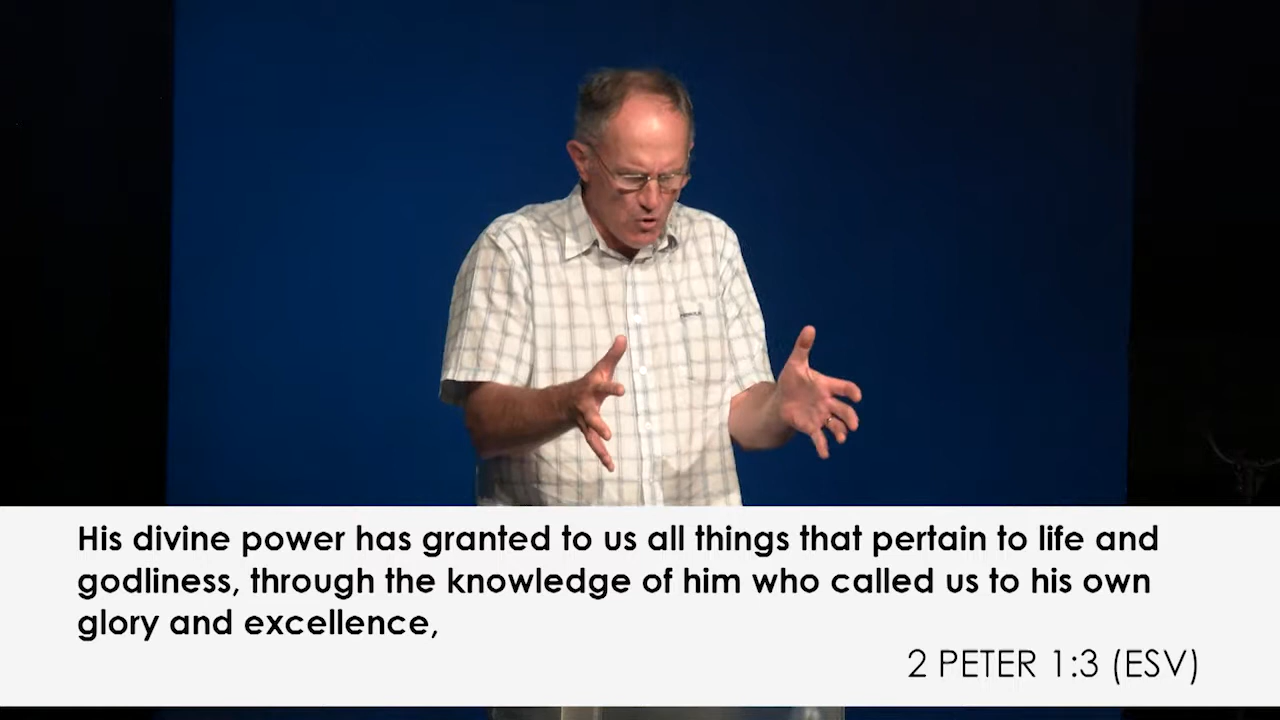 His divine power has granted to us all things that pertain to life and
godliness, through the knowledge of him who called us to his own
glory and excellence,
2 PETER 1:3 (ESV)